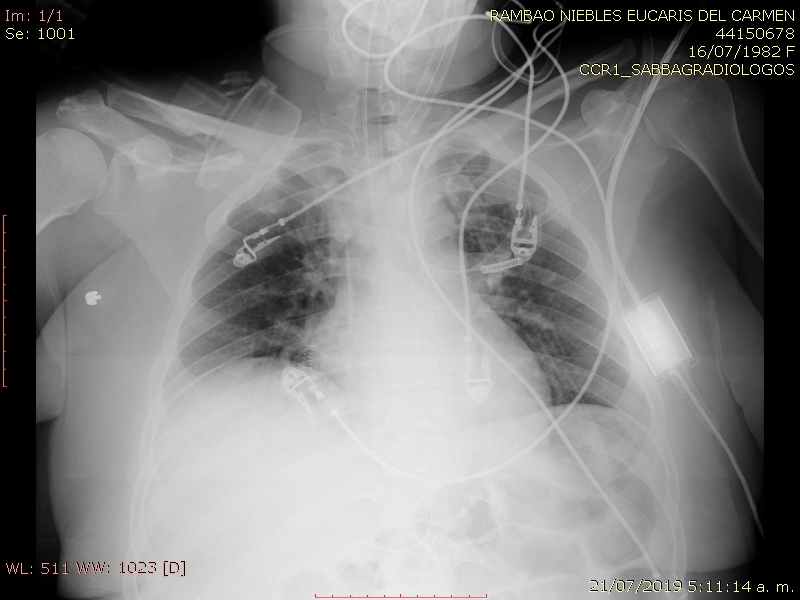 Im: 1/1
Se: 1001
RAMBAO NIEBLES EUCARIS DEL CARMEN
44150678
16/07/1982 F
CCR1_SABBAGRADIOLOGOS
WL: 511 WW: 1023 [D]
21/07/2019 5:11:14 a. m.